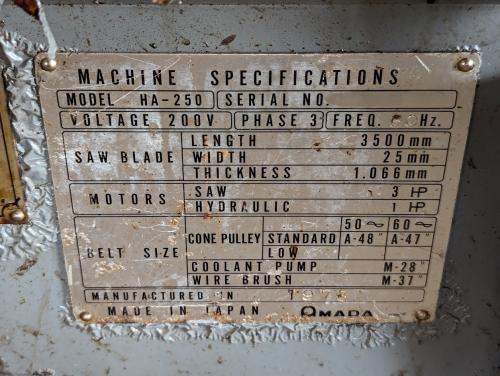 MACHINE SPECIFICATIONS
MODEL HA-250 SERIAL NO.
VOLTAGE 200V PHASE 3 FREQ. Hz.
SAW BLADE LENGTH 3500mm
WIDTH 25mm
THICKNESS 1.066mm
MOTORS SAW 3 HP
HYDRAULIC 1 HP
50~ 60~
BELT SIZE CONE PULLEY STANDARD A-48" A-47"
LOW
COOLANT PUMP M-28"
WIRE BRUSH M-37"
MANUFACTURED IN
MADE IN JAPAN AMADA